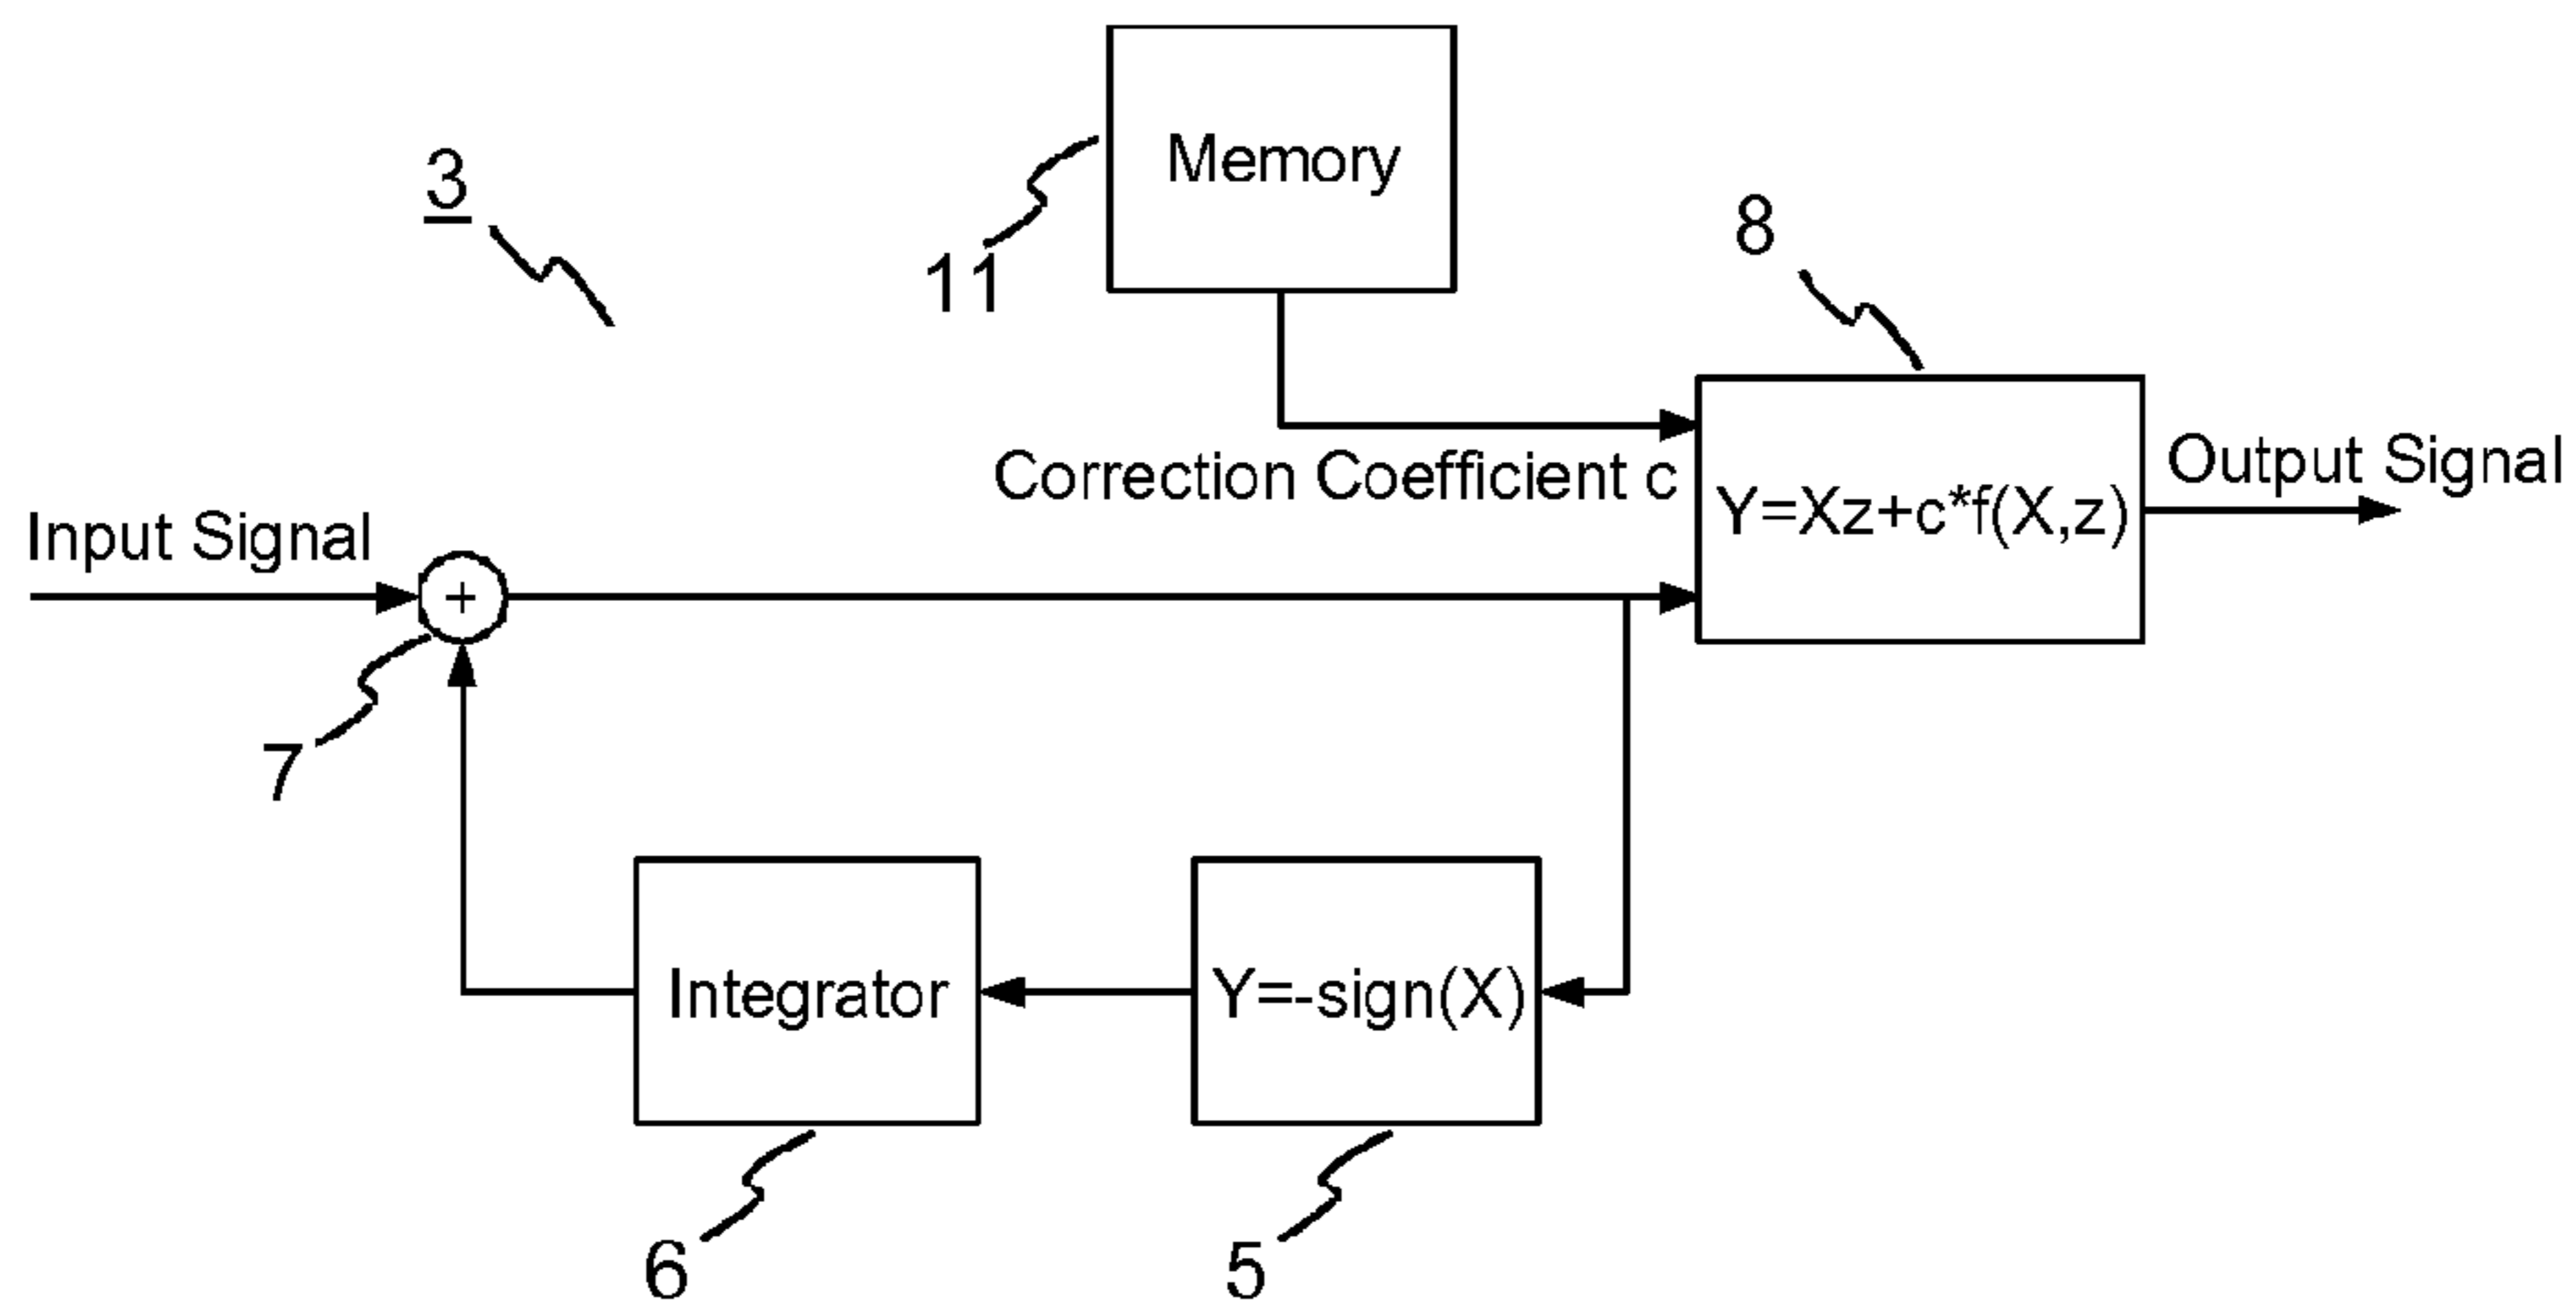 Memory
3
11
8
Correction Coefficient c
Output Signal
Y=Xz+c*f(X,z)
Input Signal
+
7
Integrator
Y=-sign(X)
6
5